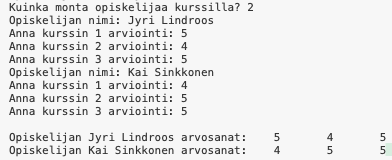 Kuinka monta opiskelijaa kurssilla? 2
Opiskelijan nimi: Jyri Lindroos
Anna kurssin 1 arviointi: 5
Anna kurssin 2 arviointi: 4
Anna kurssin 3 arviointi: 5
Opiskelijan nimi: Kai Sinkkonen
Anna kurssin 1 arviointi: 4
Anna kurssin 2 arviointi: 5
Anna kurssin 3 arviointi: 5
Opiskelijan Jyri Lindroos arvosanat: 5 4 5
Opiskelijan Kai Sinkkonen arvosanat: 4 5 5